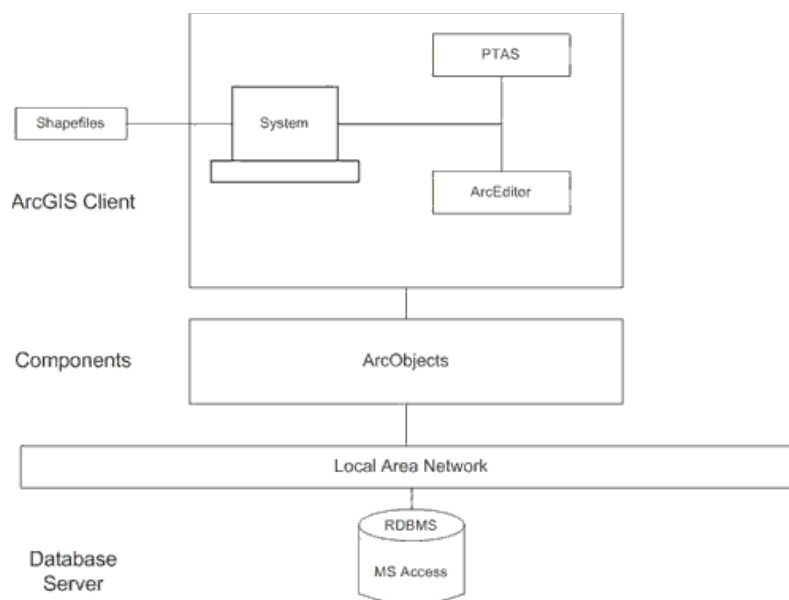 PTAS
Shapefiles
System
ArcEditor
ArcGIS Client
Components
ArcObjects
Local Area Network
RDBMS
MS Access
Database
Server